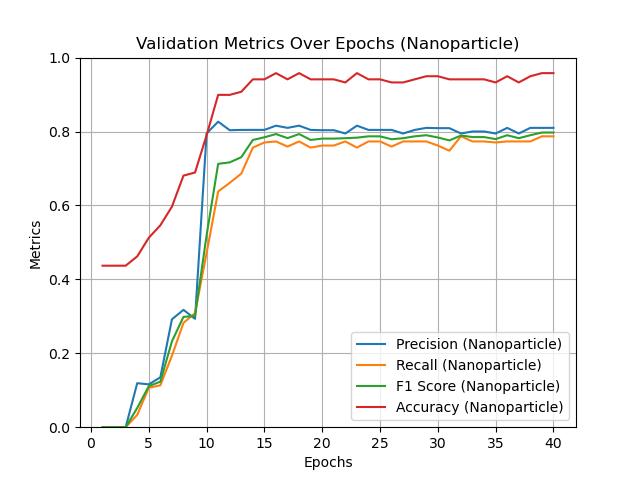 Validation Metrics Over Epochs (Nanoparticle)
1.0
0.8
0.6
0.4
0.2
0.0
Metrics
Precision (Nanoparticle)
Recall (Nanoparticle)
F1 Score (Nanoparticle)
Accuracy (Nanoparticle)
0 5 10 15 20 25 30 35 40
Epochs